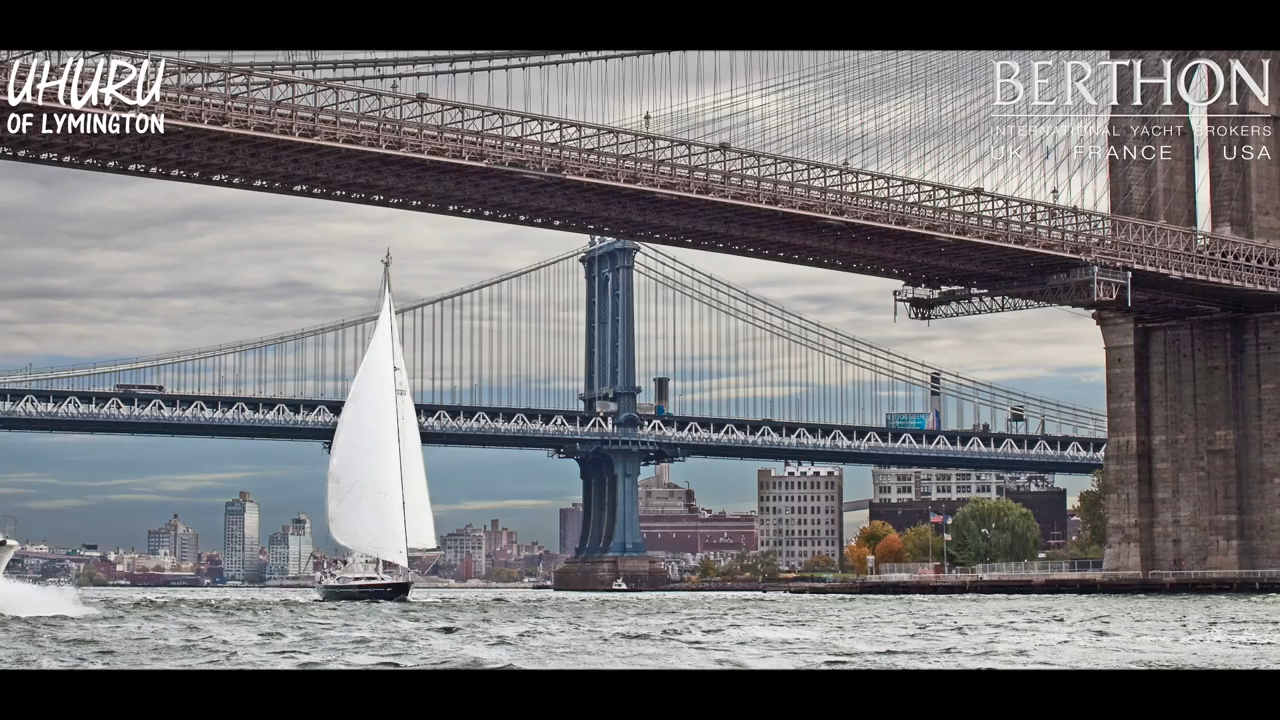 UHURU
OF LYMINGTON
BERTHON
INTERNATIONAL YACHT BROKERS
UK | FRANCE | USA